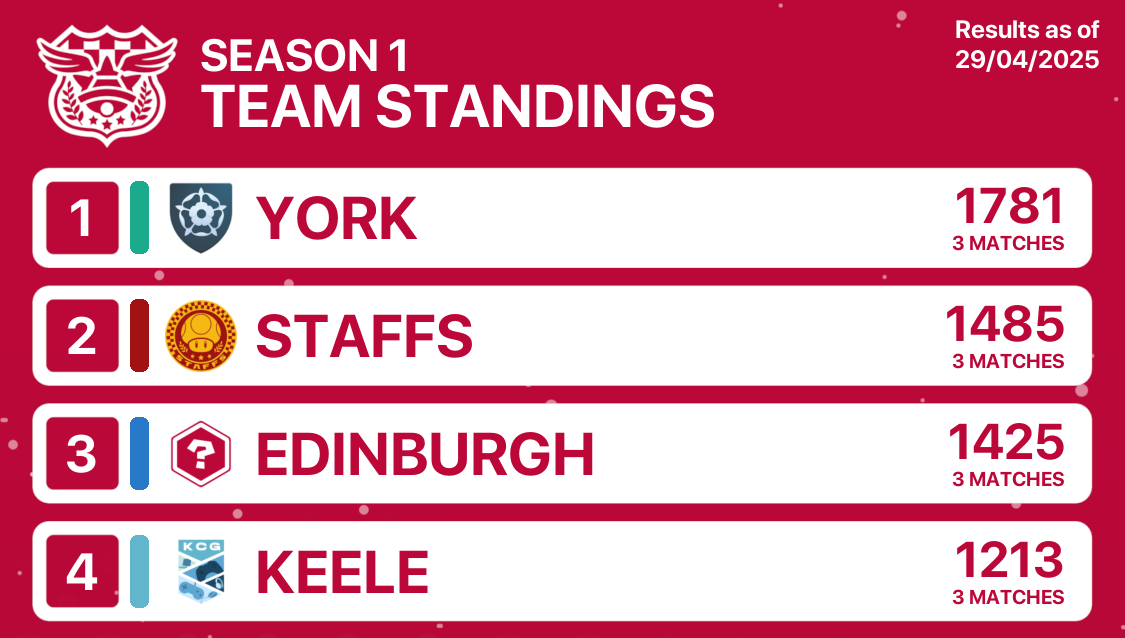 SEASON 1
TEAM STANDINGS
Results as of
29/04/2025
1
YORK
1781
3 MATCHES
2
STAFFS
STAFFS
1485
3 MATCHES
3
?
EDINBURGH
1425
3 MATCHES
4
KCG
KEELE
1213
3 MATCHES